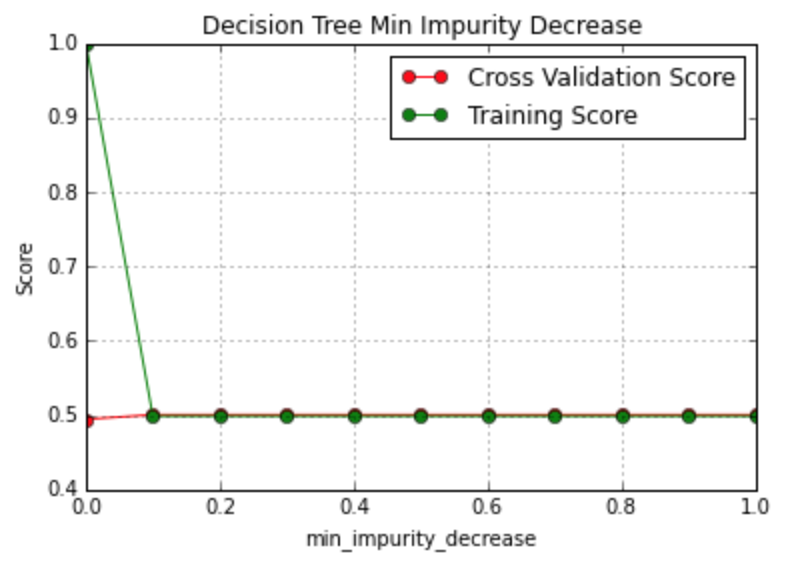 Decision Tree Min Impurity Decrease
Cross Validation Score
Training Score
1.0
0.9
0.8
0.7
0.6
0.5
0.4
Score
0.0 0.2 0.4 0.6 0.8 1.0
min_impurity_decrease